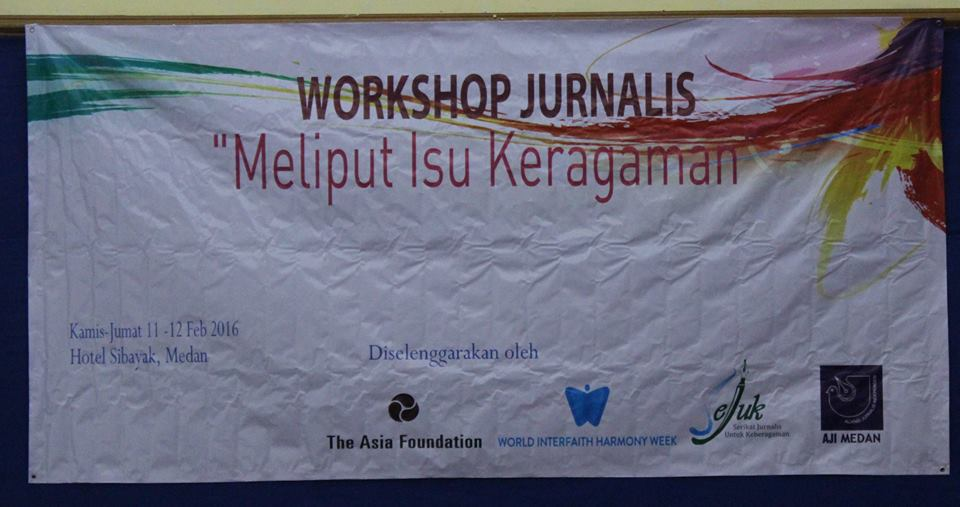 WORKSHOP JURNALIS
"Meliput Isu Keragaman"
Kamis-Jumat 11 -12 Feb 2016
Hotel Sibayak, Medan
Diselenggarakan oleh
The Asia Foundation
WORLD INTERFAITH HARMONY WEEK
Sejuk
Serikat Jurnalis
Untuk Keberagaman
AJI MEDAN